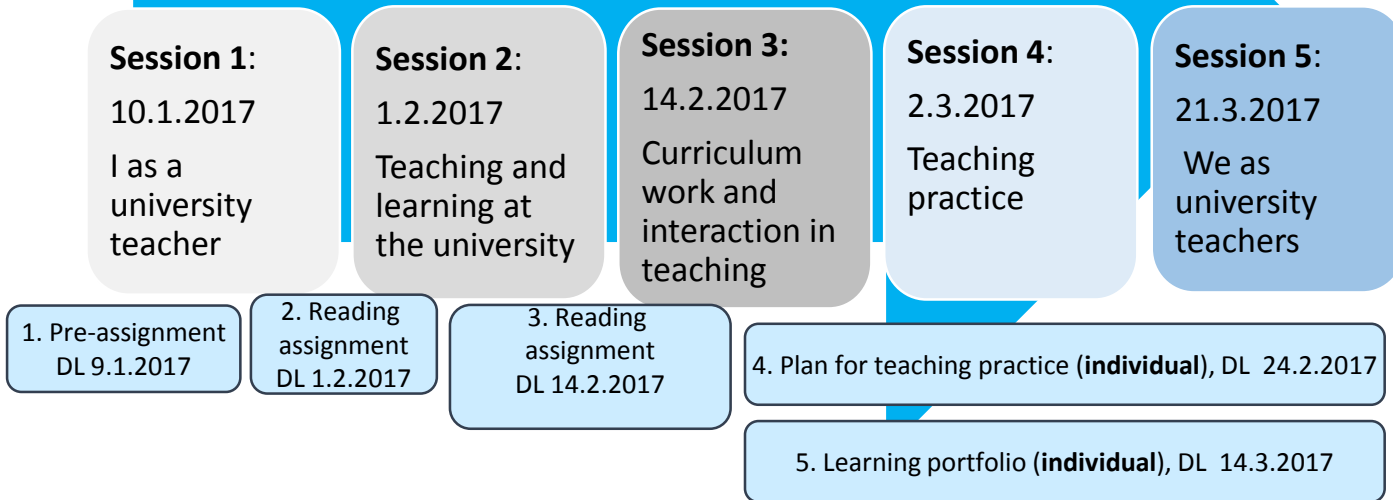 Session 1:
10.1.2017
I as a
university
teacher
Session 2:
1.2.2017
Teaching and
learning at
the university
Session 3:
14.2.2017
Curriculum
work and
interaction in
teaching
Session 4:
2.3.2017
Teaching
practice
Session 5:
21.3.2017
We as
university
teachers
1. Pre-assignment
DL 9.1.2017
2. Reading
assignment
DL 1.2.2017
3. Reading
assignment
DL 14.2.2017
4. Plan for teaching practice (individual), DL 24.2.2017
5. Learning portfolio (individual), DL 14.3.2017